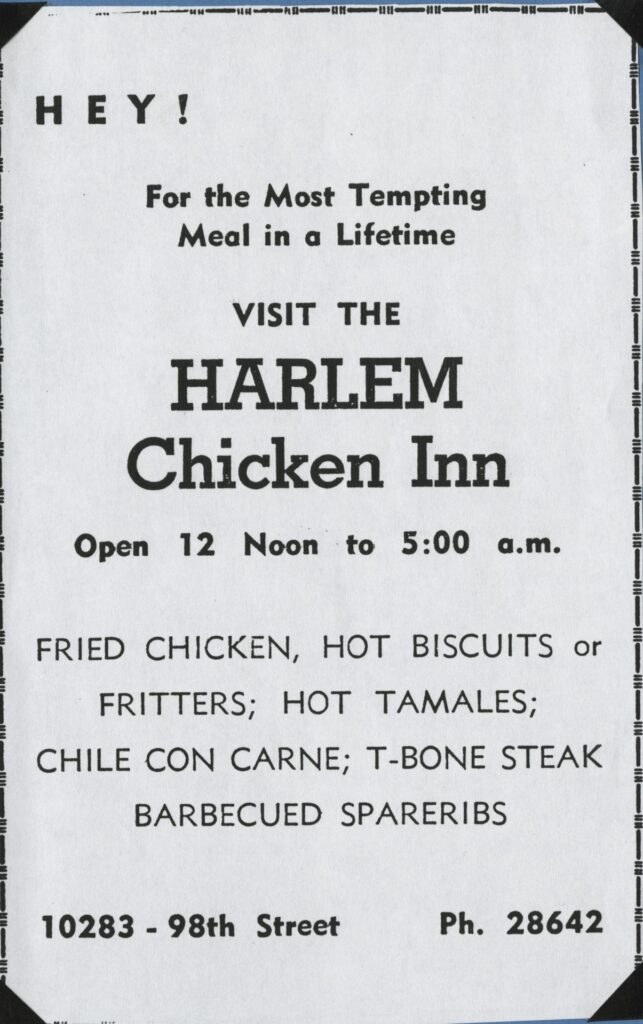 HEY!
For the Most Tempting
Meal in a Lifetime
VISIT THE
HARLEM
Chicken Inn
Open 12 Noon to 5:00 a.m.
FRIED CHICKEN, HOT BISCUITS or
FRITTERS; HOT TAMALES;
CHILE CON CARNE; T-BONE STEAK
BARBECUED SPARERIBS
10283 - 98th Street Ph. 28642